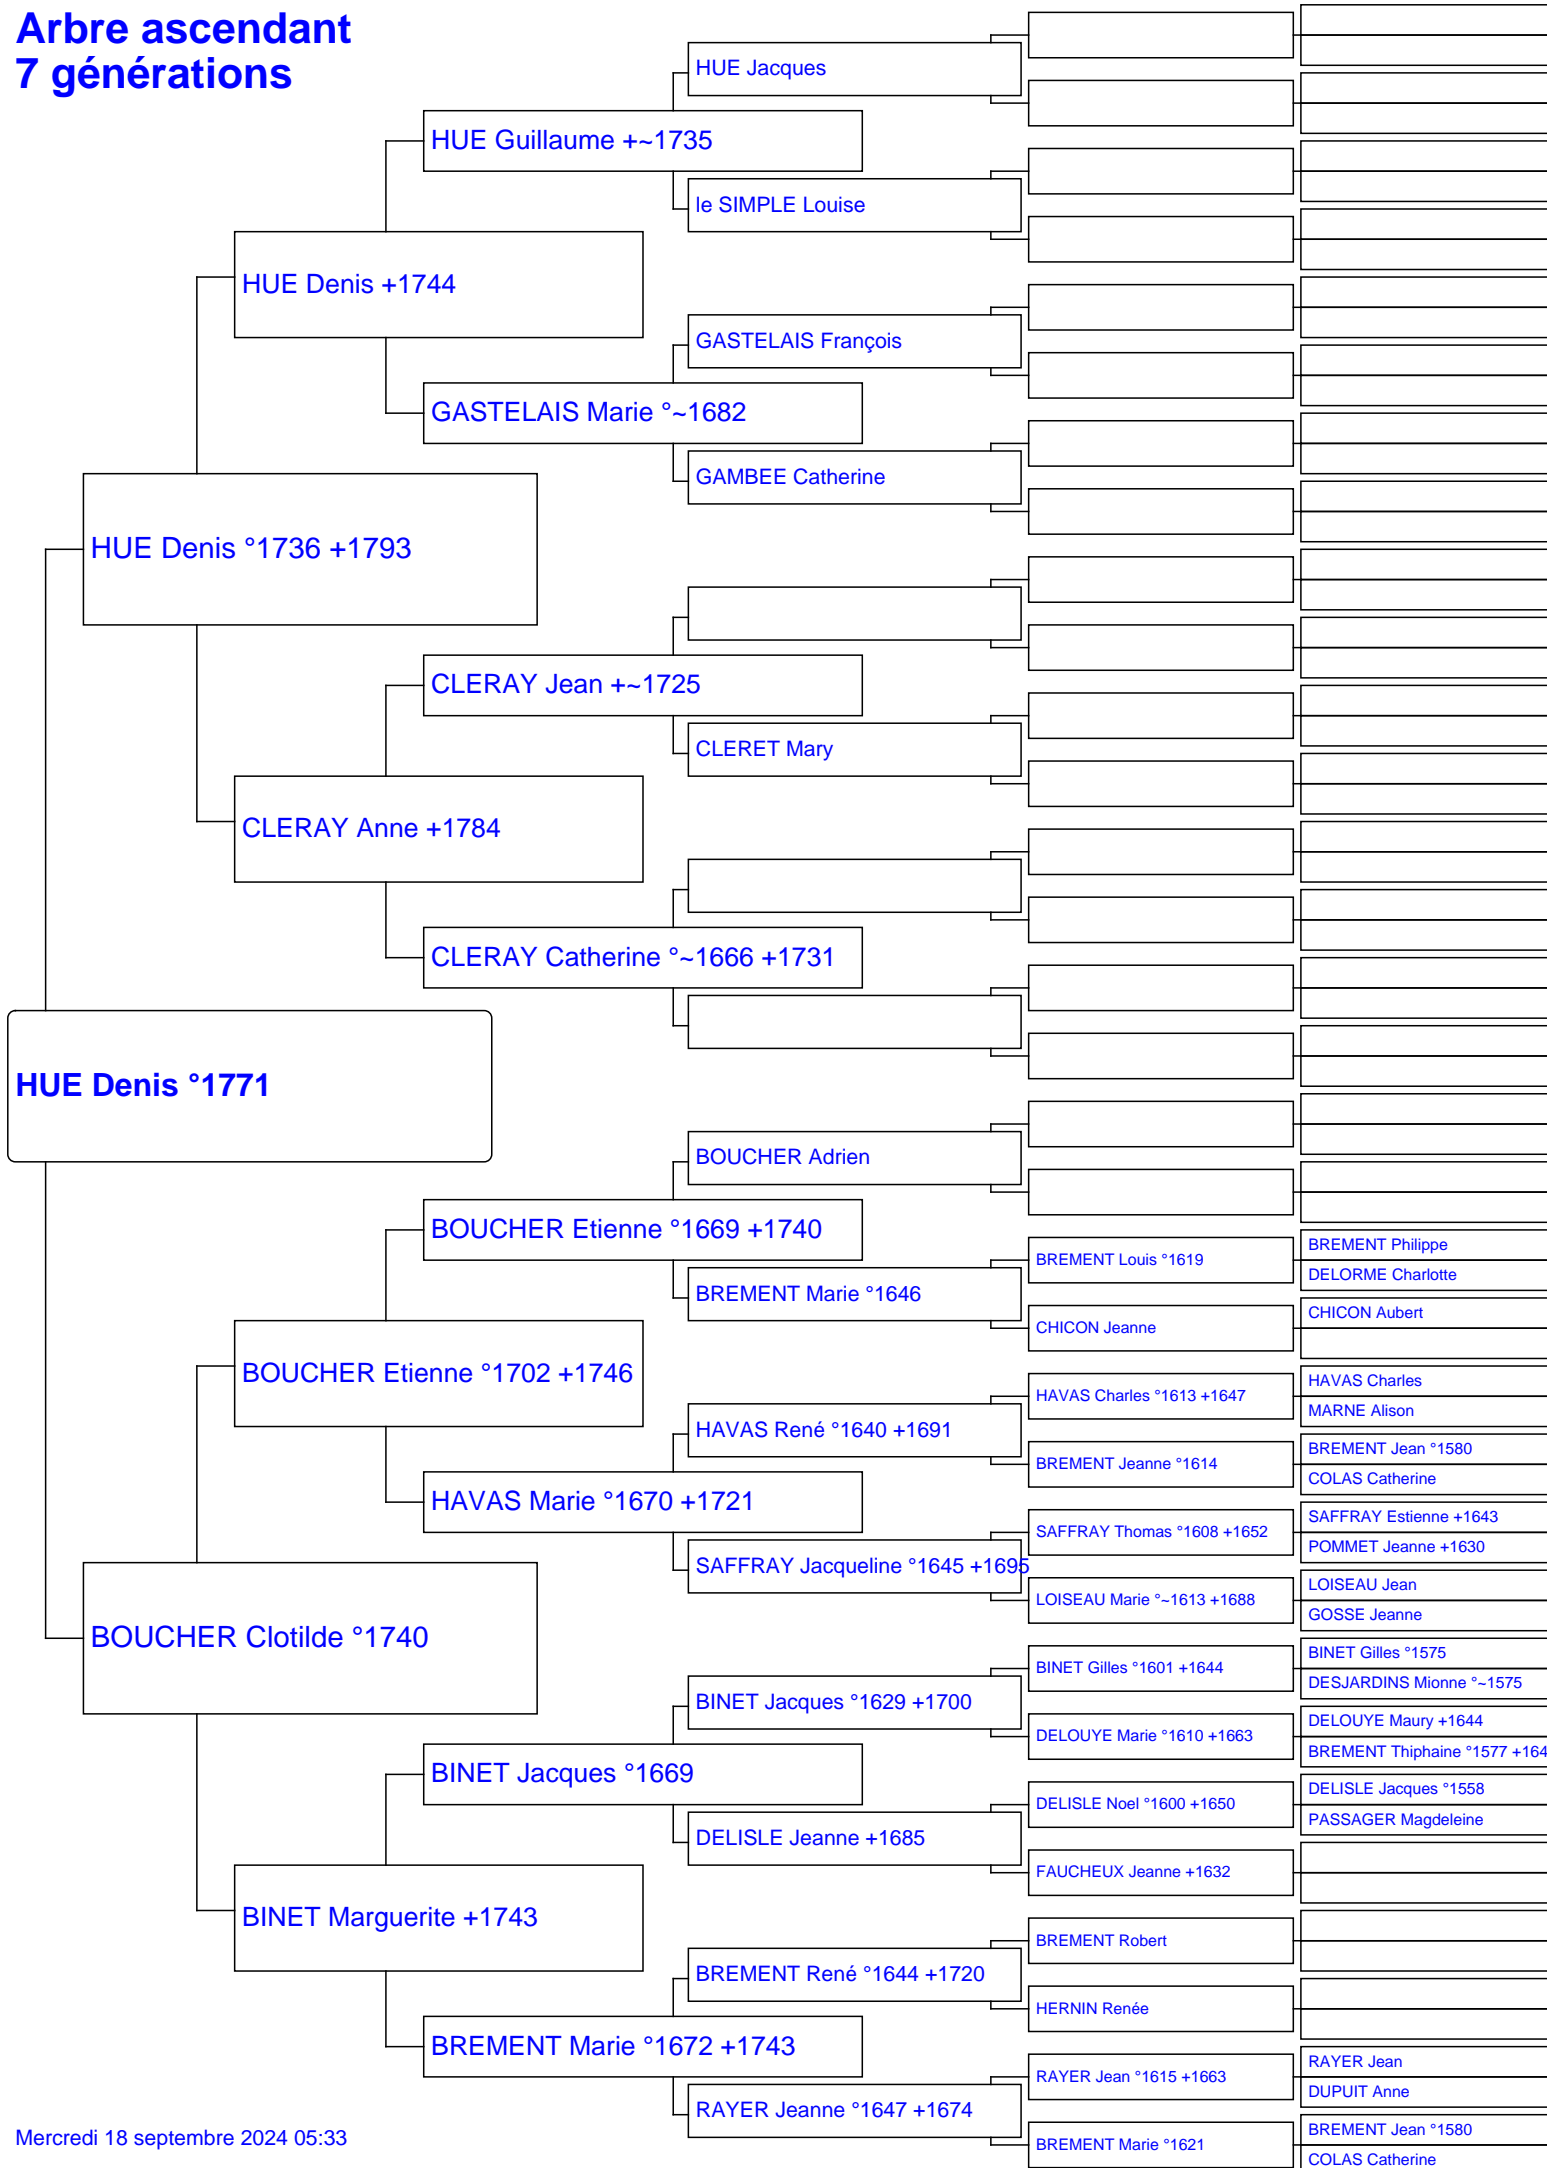 Arbre ascendant
7 générations
HUE Jacques
HUE Guillaume +~1735
le SIMPLE Louise
HUE Denis +1744
GASTELAIS François
GASTELAIS Marie °~1682
GAMBEE Catherine
HUE Denis °1736 +1793
CLERAY Jean +~1725
CLERET Mary
CLERAY Anne +1784
CLERAY Catherine °~1666 +1731
HUE Denis °1771
BOUCHER Adrien
BOUCHER Etienne °1669 +1740
BREMENT Philippe
BREMENT Louis °1619
DELORME Charlotte
BREMENT Marie °1646
CHICON Aubert
CHICON Jeanne
BOUCHER Etienne °1702 +1746
HAVAS Charles
HAVAS Charles °1613 +1647
MARNE Alison
HAVAS René °1640 +1691
BREMENT Jean °1580
BREMENT Jeanne °1614
COLAS Catherine
HAVAS Marie °1670 +1721
SAFFRAY Estienne +1643
SAFFRAY Thomas °1608 +1652
POMMET Jeanne +1630
SAFFRAY Jacqueline °1645 +1695
LOISEAU Jean
LOISEAU Marie °~1613 +1688
GOSSE Jeanne
BOUCHER Clotilde °1740
BINET Gilles °1575
BINET Gilles °1601 +1644
DESJARDINS Mionne °~1575
BINET Jacques °1629 +1700
DELOUYE Maury +1644
DELOUYE Marie °1610 +1663
BREMENT Thiphaine °1577 +164
BINET Jacques °1669
DELISLE Jacques °1558
DELISLE Noel °1600 +1650
PASSAGER Magdeleine
DELISLE Jeanne +1685
FAUCHEUX Jeanne +1632
BINET Marguerite +1743
BREMENT Robert
BREMENT René °1644 +1720
HERNIN Renée
BREMENT Marie °1672 +1743
RAYER Jean
RAYER Jean °1615 +1663
DUPUIT Anne
RAYER Jeanne °1647 +1674
BREMENT Jean °1580
BREMENT Marie °1621
COLAS Catherine
Mercredi 18 septembre 2024 05:33